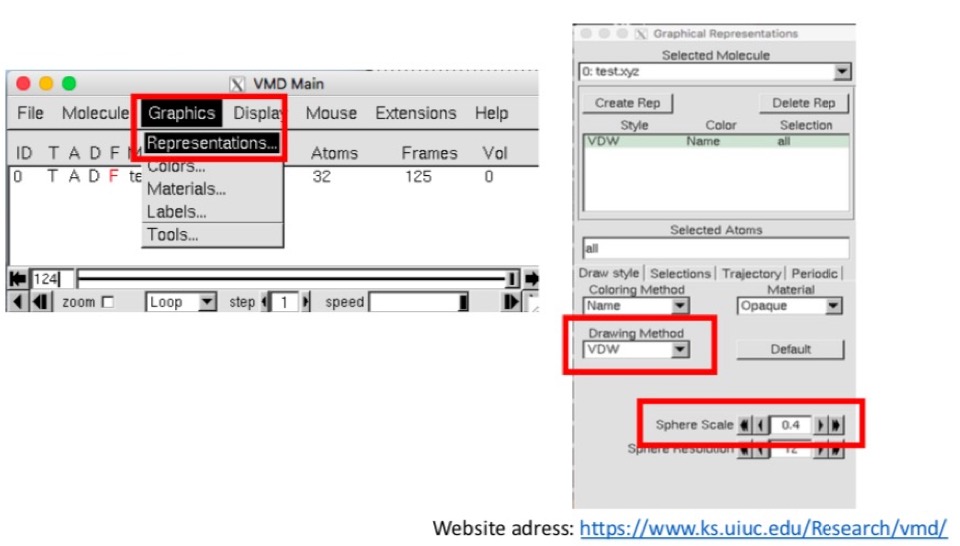 VMD Main
File Molecule Graphics Display Mouse Extensions Help
ID T A D F M Atoms Frames Vol
0 T A D F te 32 125 0
Representations...
Colors...
Materials...
Labels...
Tools...
124
zoom Loop step 1 speed
Graphical Representations
Selected Molecule
0: test.xyz
Create Rep Delete Rep
Style Color Selection
VDW Name all
Selected Atoms
all
Draw style Selections Trajectory Periodic
Coloring Method Material
Name Opaque
Drawing Method
VDW Default
Sphere Scale 0.4
Sphere Resolution 12
Website adress: https://www.ks.uiuc.edu/Research/vmd/